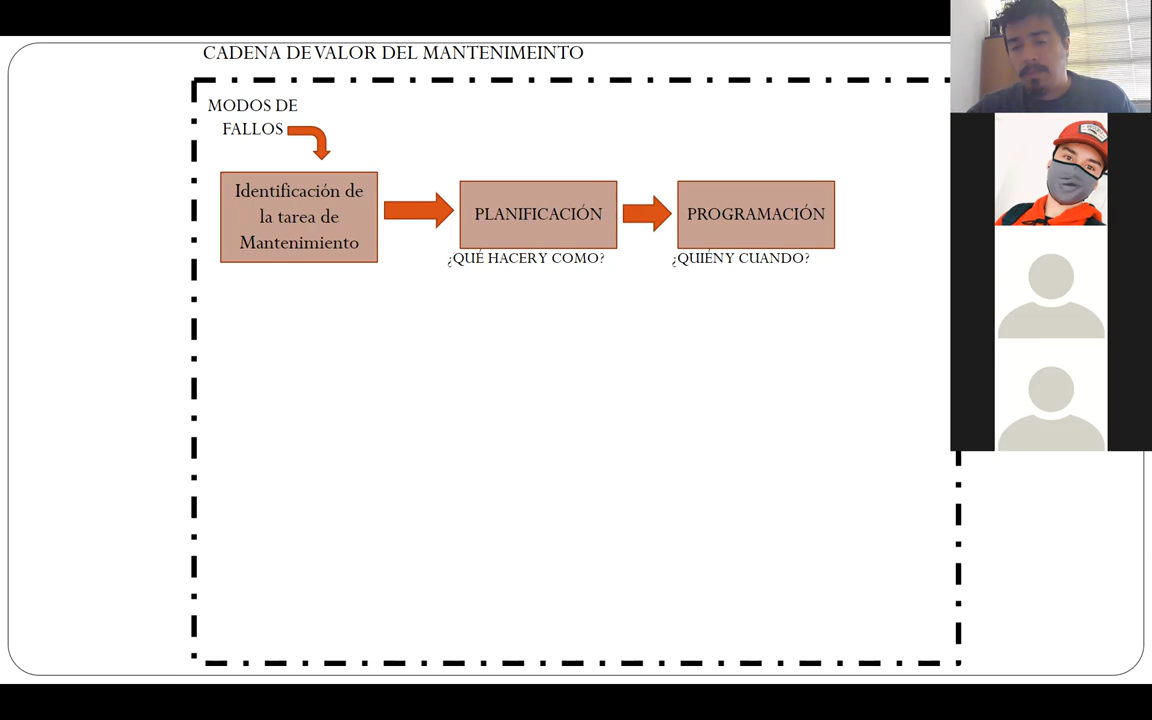 CADENA DE VALOR DEL MANTENIMEINTO
MODOS DE
FALLOS
Identificación de
la tarea de
Mantenimiento
PLANIFICACIÓN
PROGRAMACIÓN
¿QUÉ HACER Y COMO?
¿QUIÉN Y CUANDO?